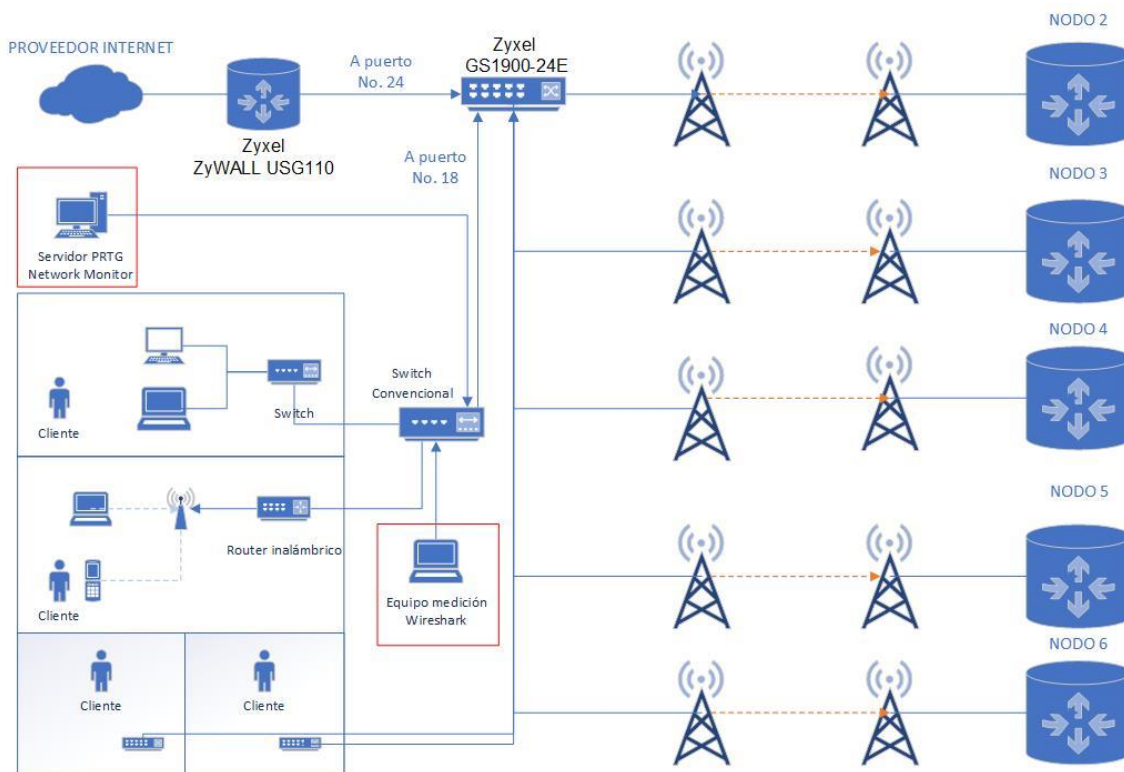 PROVEEDOR INTERNET
A puerto
No. 24
Zyxel
GS1900-24E
NODO 2
Zyxel
ZyWALL USG110
A puerto
No. 18
NODO 3
Servidor PRTG
Network Monitor
NODO 4
Switch
Convencional
Switch
Cliente
NODO 5
Router inalámbrico
Cliente
Equipo medición
Wireshark
NODO 6
Cliente
Cliente